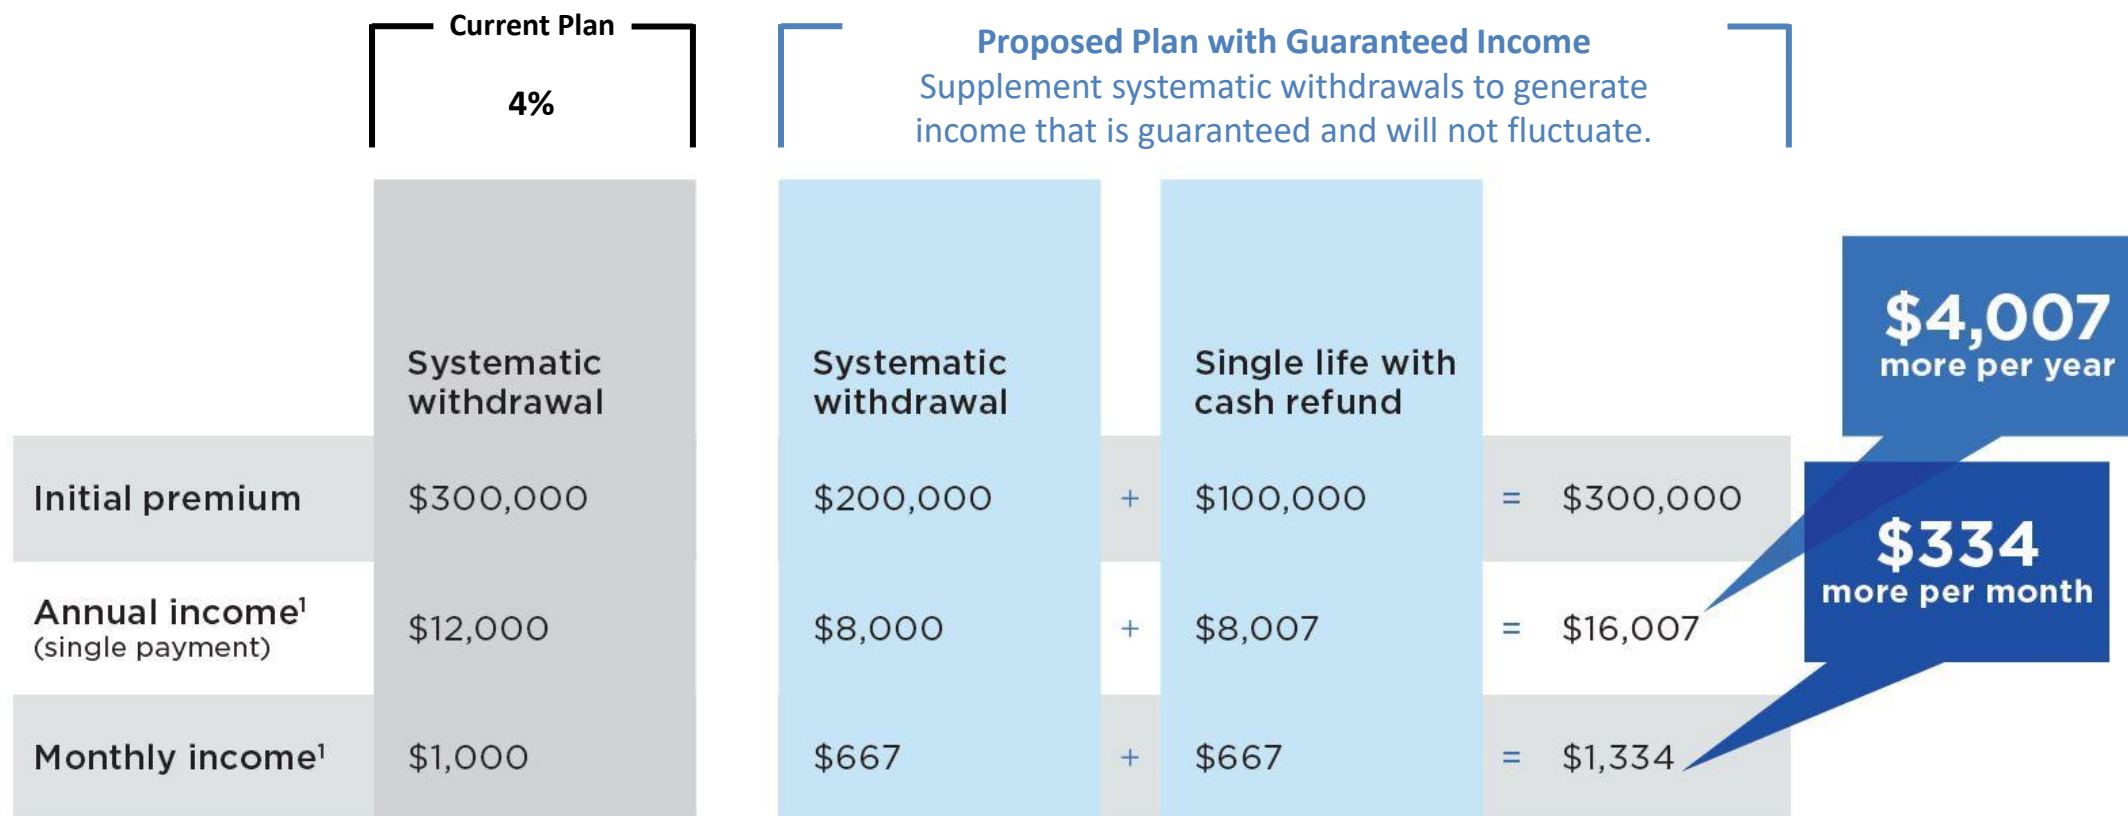 Current Plan
4%
Proposed Plan with Guaranteed Income
Supplement systematic withdrawals to generate
income that is guaranteed and will not fluctuate.
Systematic
withdrawal
Systematic
withdrawal
Single life with
cash refund
$4,007
more per year
Initial premium $300,000 $200,000 + $100,000 = $300,000
$334
more per month
Annual income¹
(single payment)
$12,000 $8,000 + $8,007 = $16,007
Monthly income¹ $1,000 $667 + $667 = $1,334